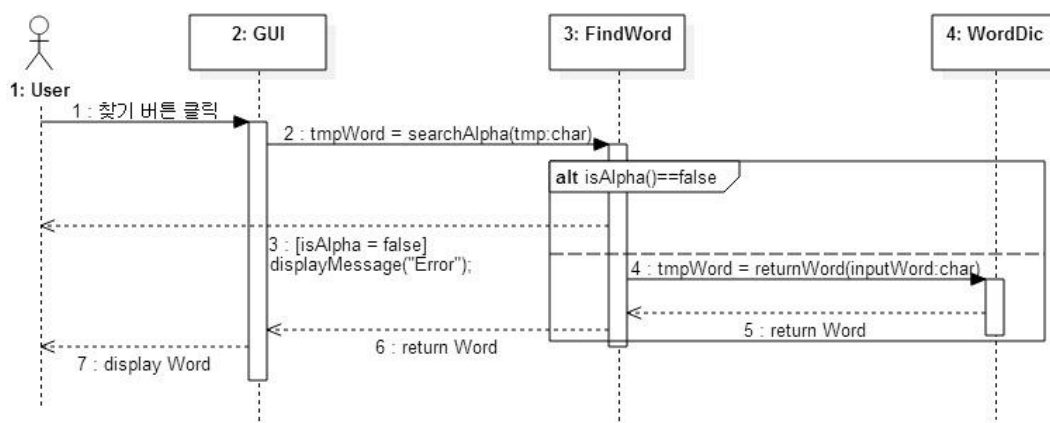 2: GUI
3: FindWord
4: WordDic
1: User
1 : 찾기 버튼 클릭
2 : tmpWord = searchAlpha(tmp:char)
alt isAlpha()==false
3 : [isAlpha = false]
displayMessage("Error");
4 : tmpWord = returnWord(inputWord:char)
5 : return Word
6 : return Word
7 : display Word